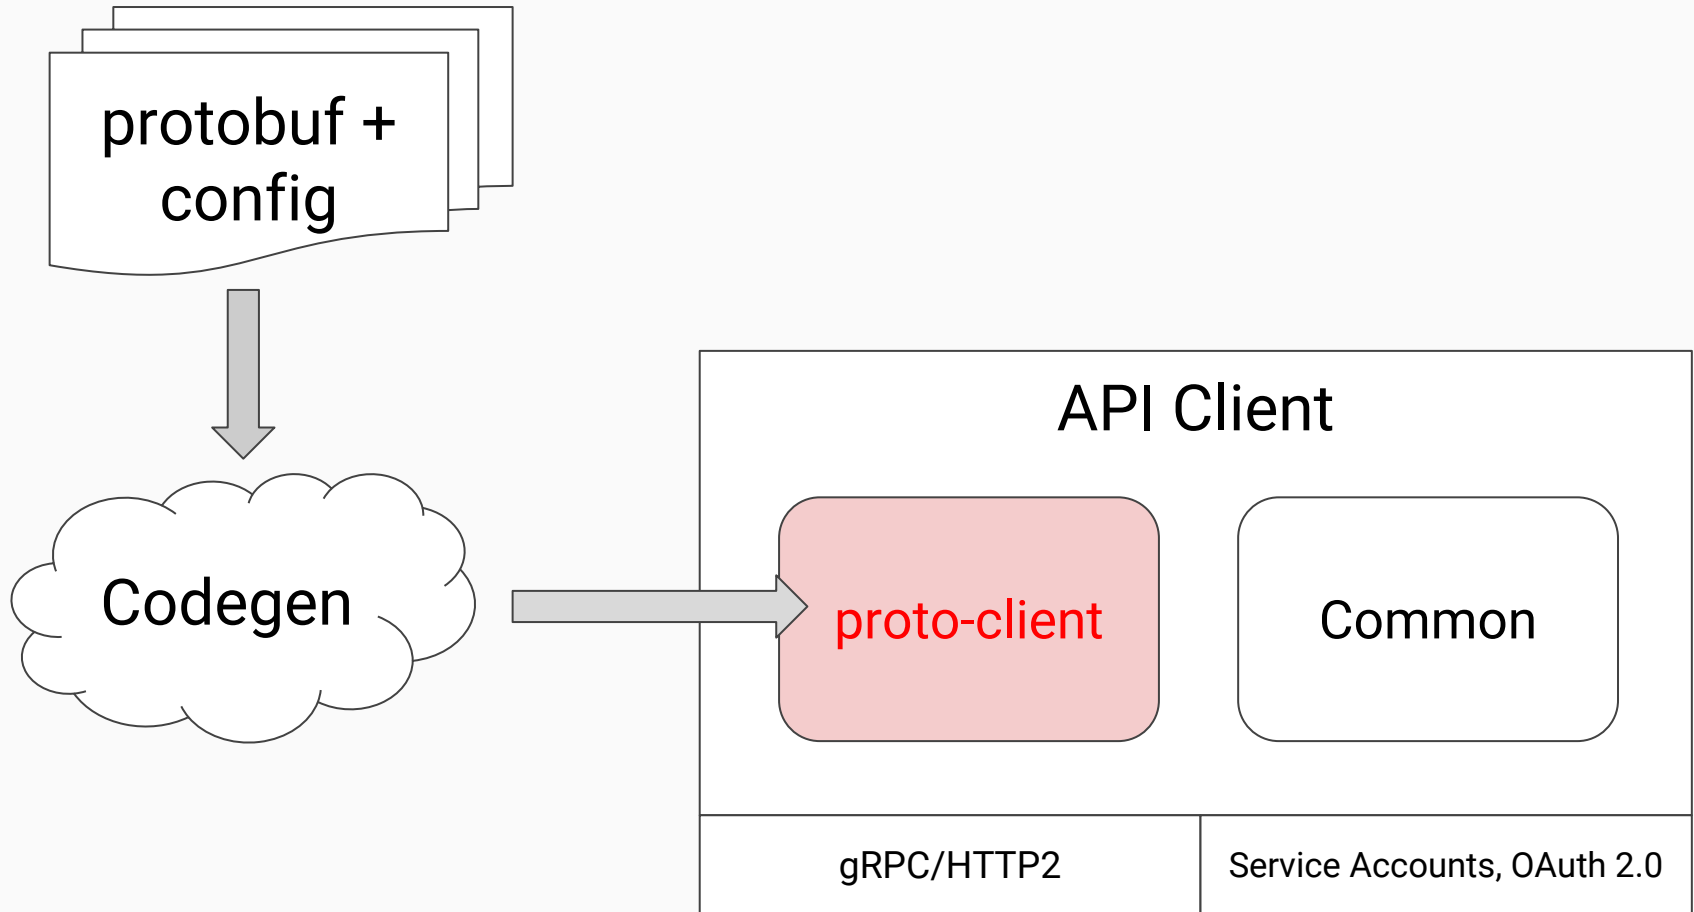 protobuf +
config
API Client
Codegen
proto-client
Common
gRPC/HTTP2
Service Accounts, OAuth 2.0